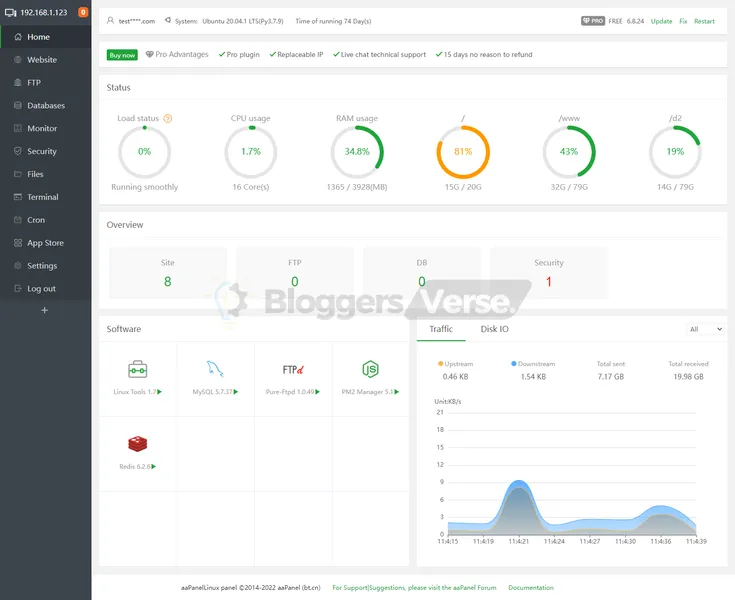 192.168.1.123 0
test****.com System: Ubuntu 20.04.1 LTS(Py3.7.9) Time of running 74 Day(s) PRO FREE 6.8.24 Update Fix Restart
Home
Website
FTP
Databases
Monitor
Security
Files
Terminal
Cron
App Store
Settings
Log out
Buy now Pro Advantages Pro plugin Replaceable IP Live chat technical support 15 days no reason to refund
Status
Load status ? CPU usage RAM usage / /www /d2
0% 1.7% 34.8% 81% 43% 19%
Running smoothly 16 Core(s) 1365 / 3928(MB) 15G / 20G 32G / 79G 14G / 79G
Overview
Site FTP DB Security
8 0 0 1
BloggersVerse.
Software
Linux Tools 1.7 MySQL 5.7.37 Pure-Ftpd 1.0.49 PM2 Manager 5.1
FTPd
JS
Redis 6.2.6
Traffic Disk IO All
Upstream Downstream Total sent: Total received
0.46 KB 1.54 KB 7.17 GB 19.98 GB
Unit:KB/s
21
18
15
12
9
6
3
0
11:4:15 11:4:19 11:4:21 11:4:24 11:4:27 11:4:30 11:4:36 11:4:39
aaPanelLinux panel ©2014-2022 aaPanel (bt.cn) For Support|Suggestions, please visit the aaPanel Forum Documentation